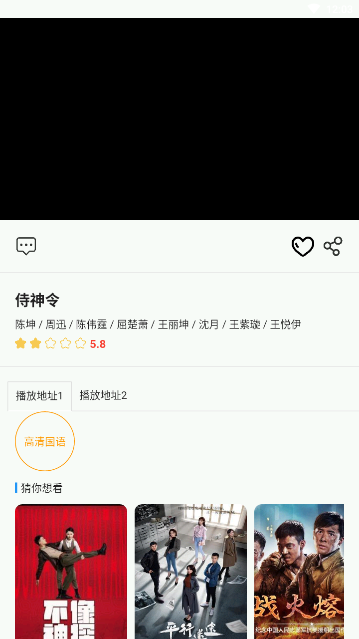 侍神令
陈坤 / 周迅 / 陈伟霆 / 屈楚萧 / 王丽坤 / 沈月 / 王紫璇 / 王悦伊
5.8
播放地址1 播放地址2
高清国语
猜你想看
不像
神探
平行迷途
战火熔